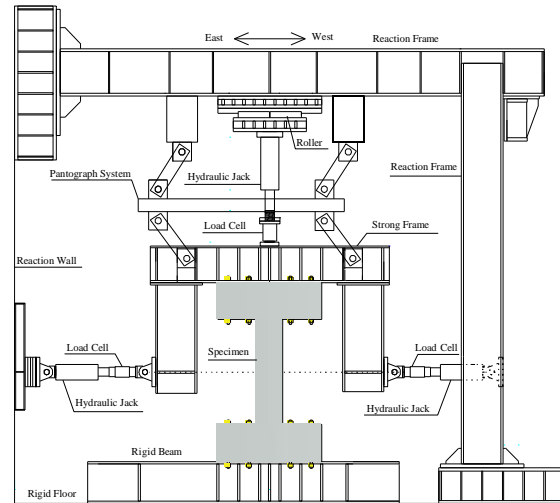 East
West
Reaction Frame
Roller
Hydraulic Jack
Pantograph System
Reaction Frame
Load Cell
Strong Frame
Reaction Wall
Load Cell
Specimen
Load Cell
Hydraulic Jack
Hydraulic Jack
Rigid Beam
Rigid Floor